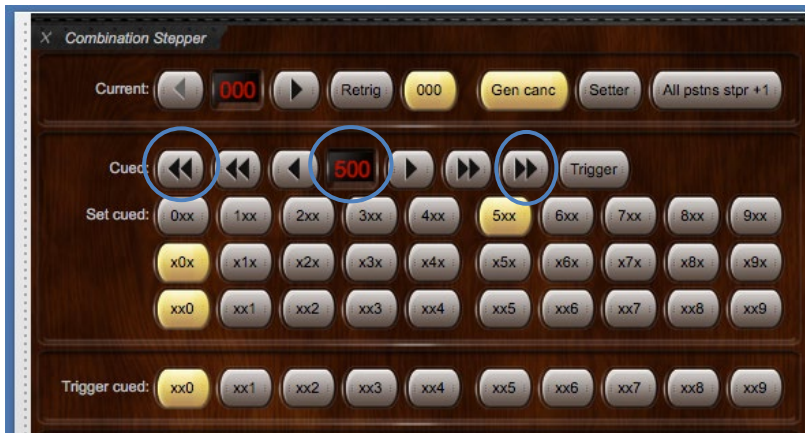 X Combination Stepper
Current: 000 Retrig 000 Gen canc Setter All pstns stpr +1
Cued: 500 Trigger
Set cued: 0xx 1xx 2xx 3xx 4xx 5xx 6xx 7xx 8xx 9xx
x0x x1x x2x x3x x4x x5x x6x x7x x8x x9x
xx0 xx1 xx2 xx3 xx4 xx5 xx6 xx7 xx8 xx9
Trigger cued: xx0 xx1 xx2 xx3 xx4 xx5 xx6 xx7 xx8 xx9